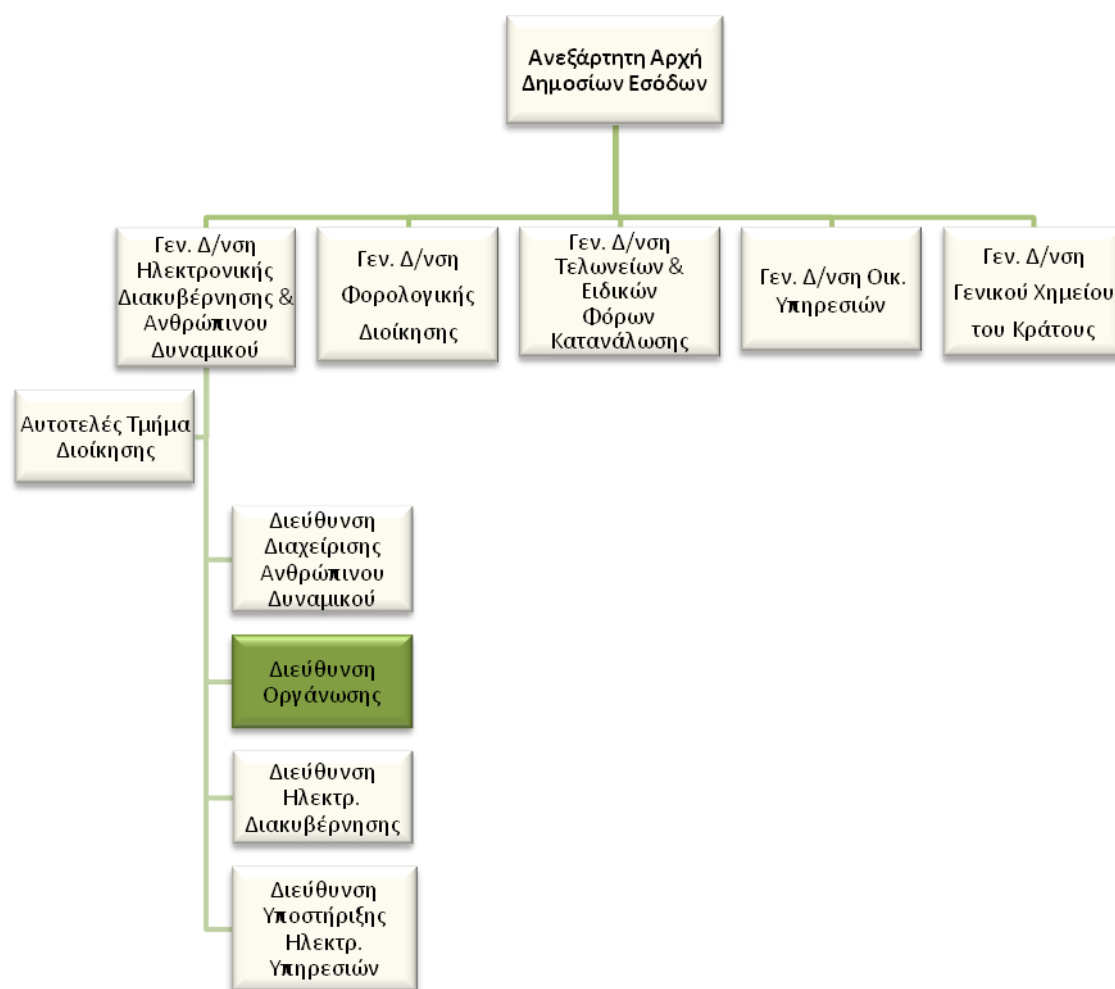 Ανεξάρτητη Αρχή
Δημοσίων Εσόδων
Γεν. Δ/νση
Ηλεκτρονικής
Διακυβέρνησης &
Ανθρώπινου
Δυναμικού
Γεν. Δ/νση
Φορολογικής
Διοίκησης
Γεν. Δ/νση
Τελωνείων &
Ειδικών
Φόρων
Κατανάλωσης
Γεν. Δ/νση Οικ.
Υπηρεσιών
Γεν. Δ/νση
Γενικού Χημείου
του Κράτους
Αυτοτελές Τμήμα
Διοίκησης
Διεύθυνση
Διαχείρισης
Ανθρώπινου
Δυναμικού
Διεύθυνση
Οργάνωσης
Διεύθυνση
Ηλεκτρ.
Διακυβέρνησης
Διεύθυνση
Υποστήριξης
Ηλεκτρ.
Υπηρεσιών